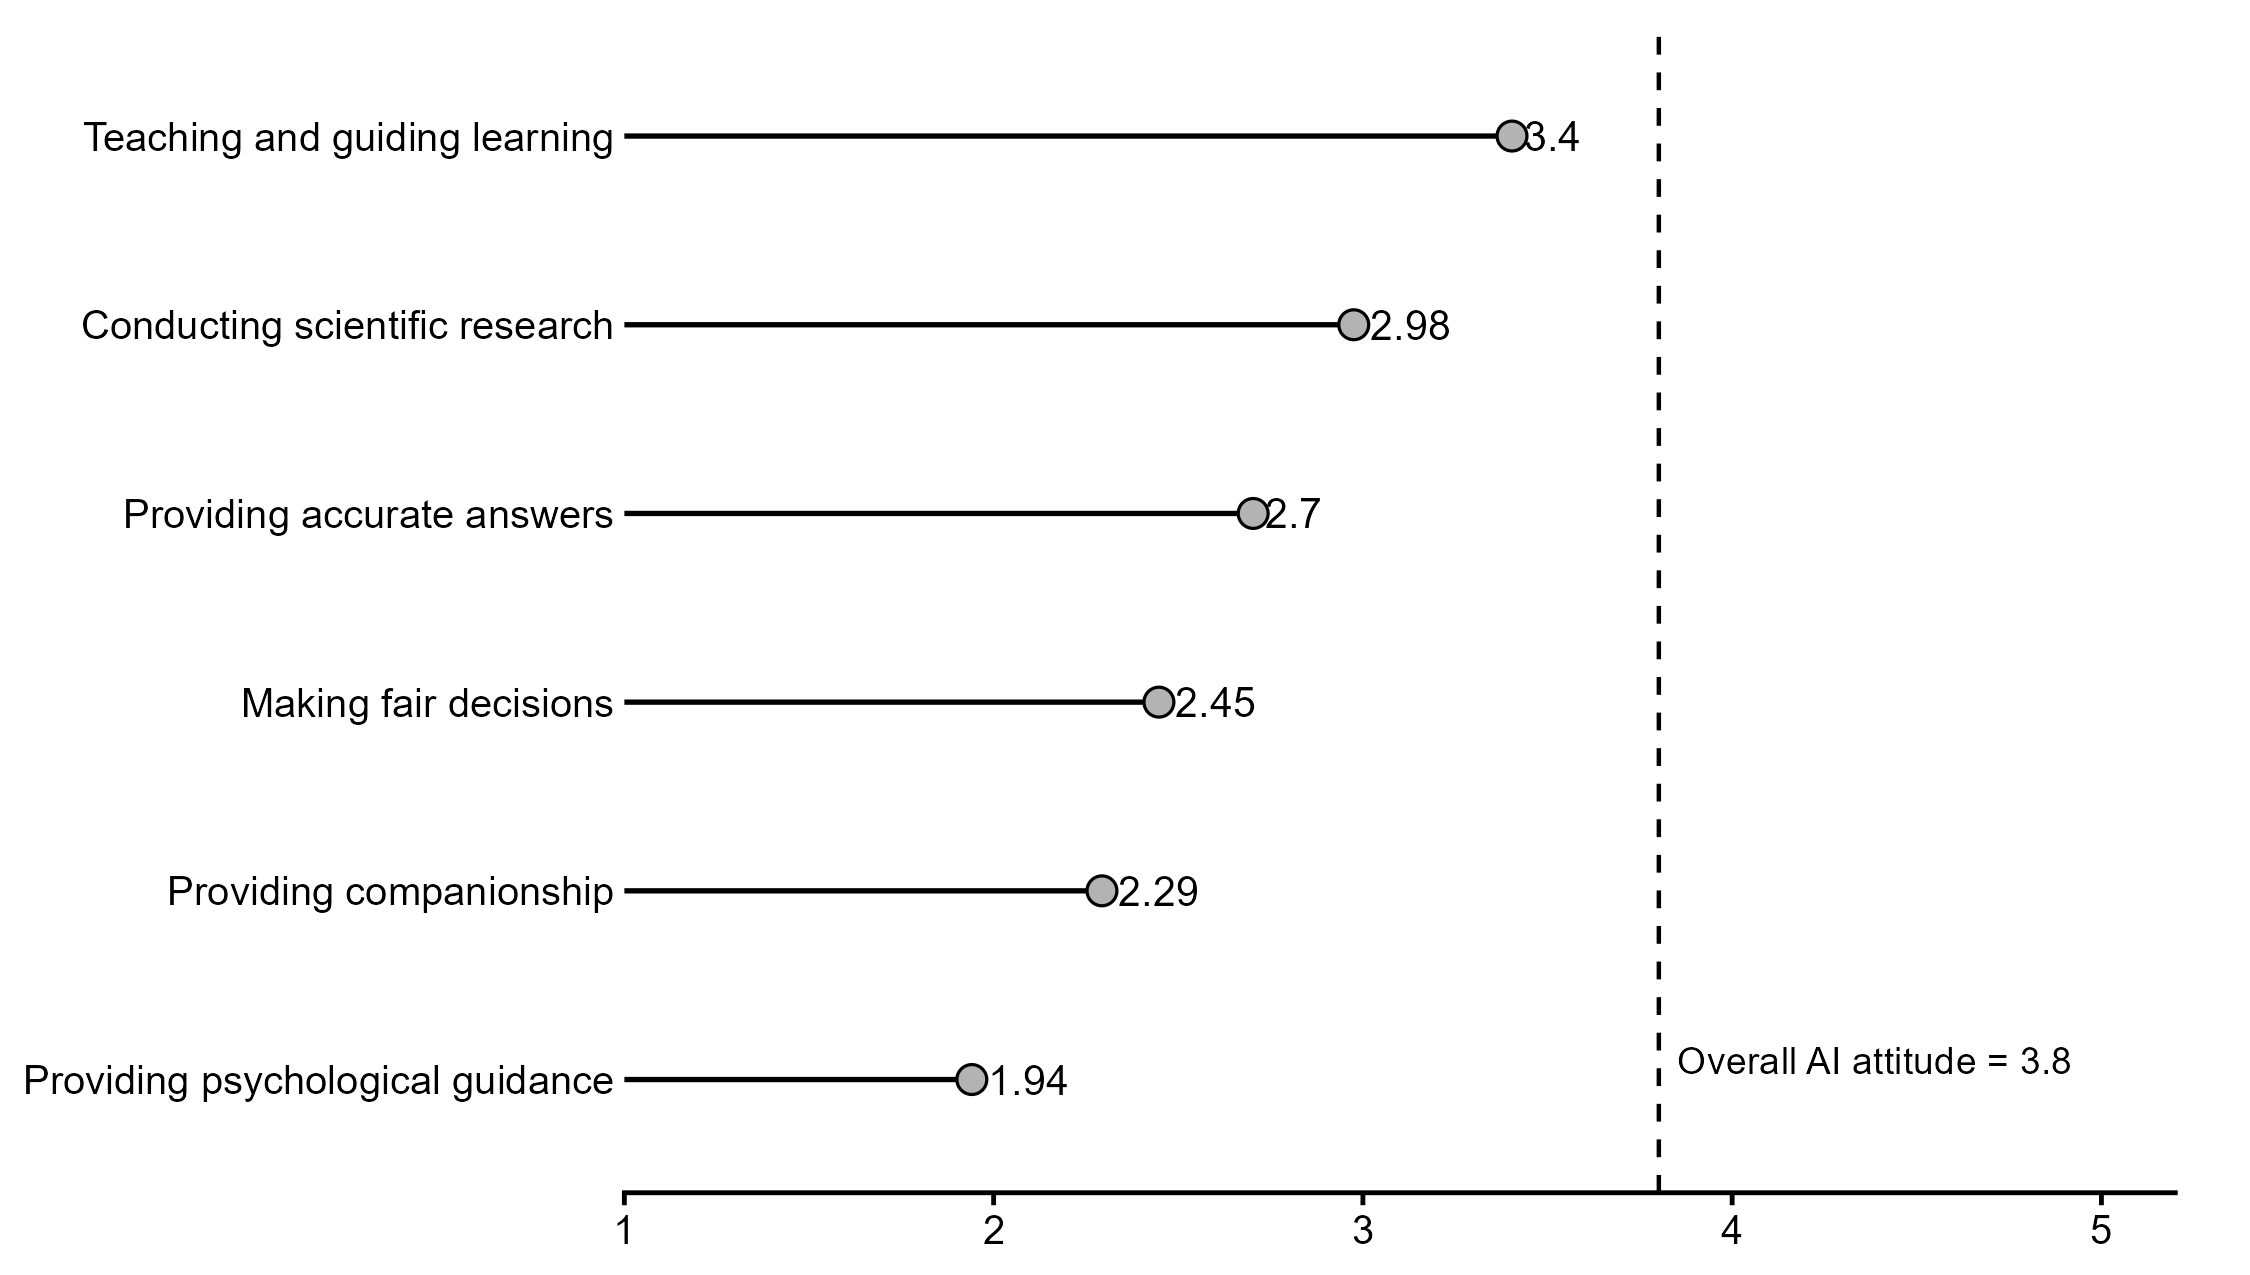 Teaching and guiding learning 3.4
Conducting scientific research 2.98
Providing accurate answers 2.7
Making fair decisions 2.45
Providing companionship 2.29
Providing psychological guidance 1.94
Overall AI attitude = 3.8
1 2 3 4 5